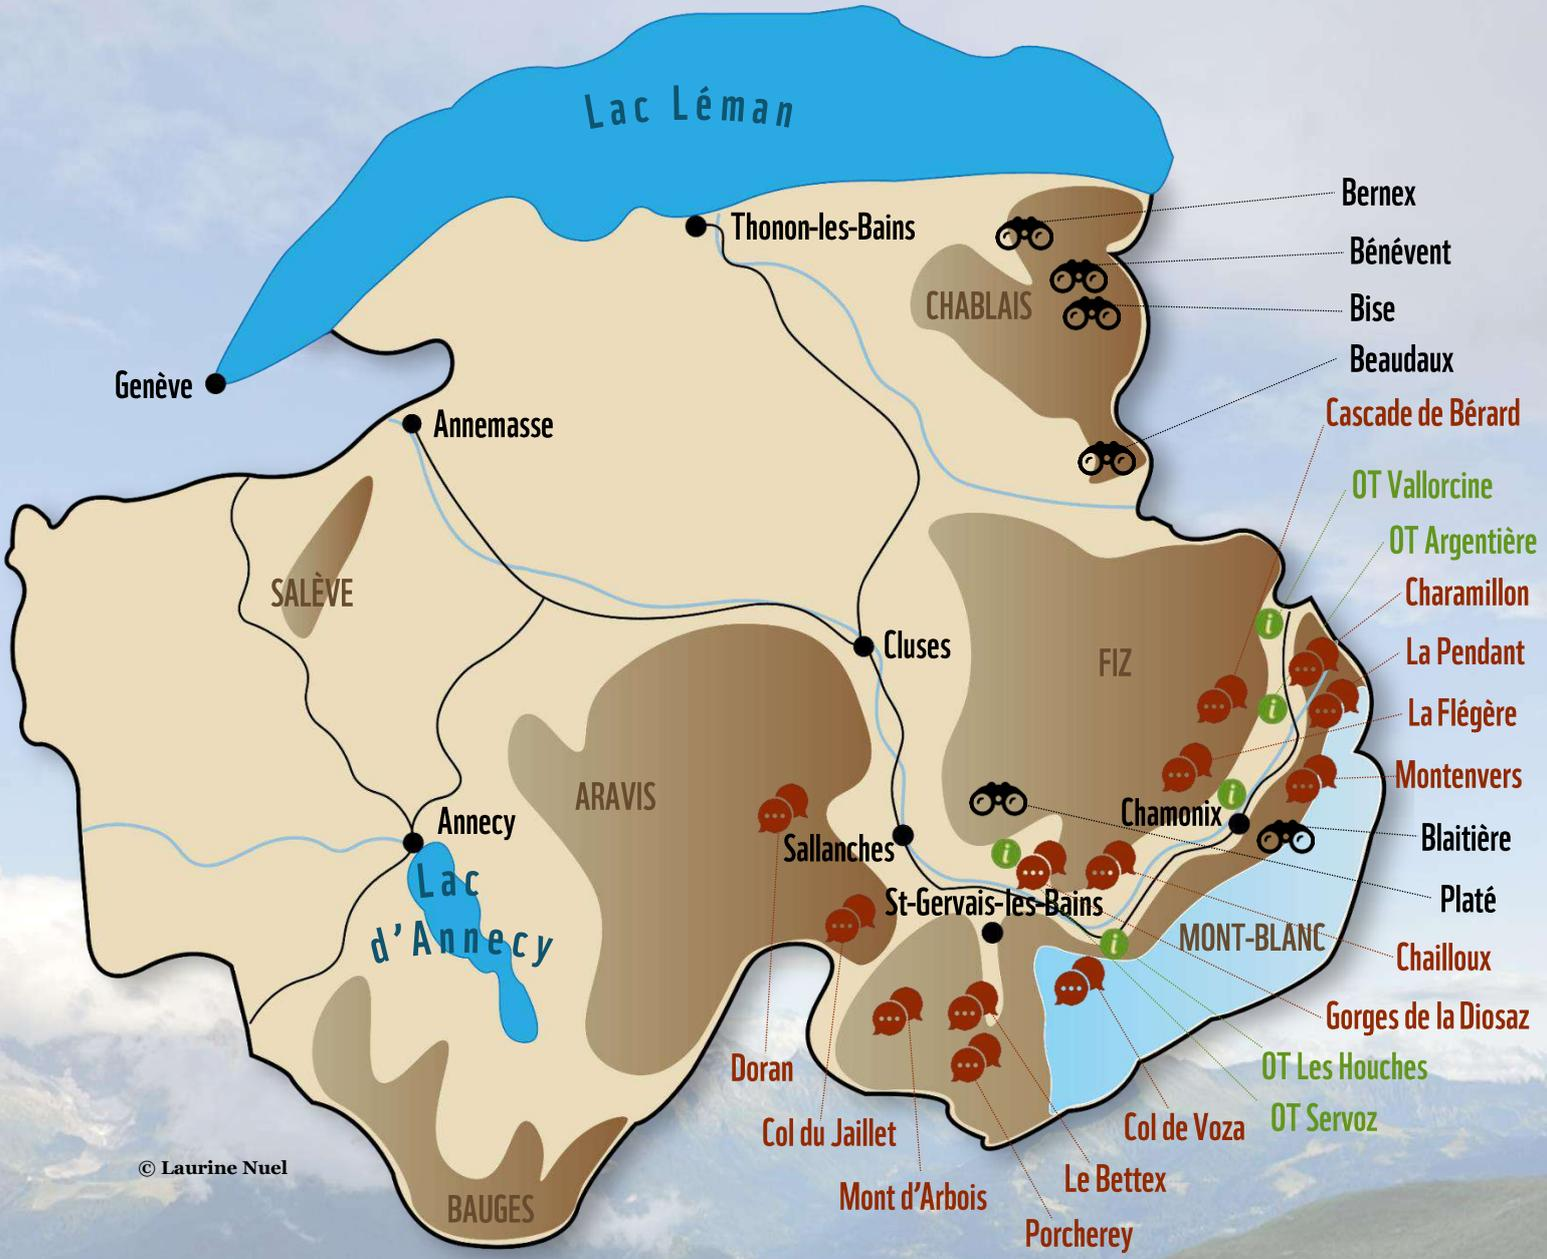 Lac Léman
Bernex
Thonon-les-Bains
Bénévent
CHABLAIS
Bise
Beaudaux
Genève
Cascade de Bérard
Annemasse
OT Vallorcine
OT Argentière
SALÈVE
Charamillon
Cluses
La Pendant
FIZ
La Flégère
Montenvers
ARAVIS
Chamonix
Annecy
Blaitière
Sallanches
Lac
d'Annecy
St-Gervais-les-Bains
Platé
MONT-BLANC
Chailloux
Gorges de la Diosaz
Doran
OT Les Houches
OT Servoz
Col du Jaillet
Col de Voza
© Laurine Nuel
Le Bettex
Mont d'Arbois
BAUGES
Porcherey